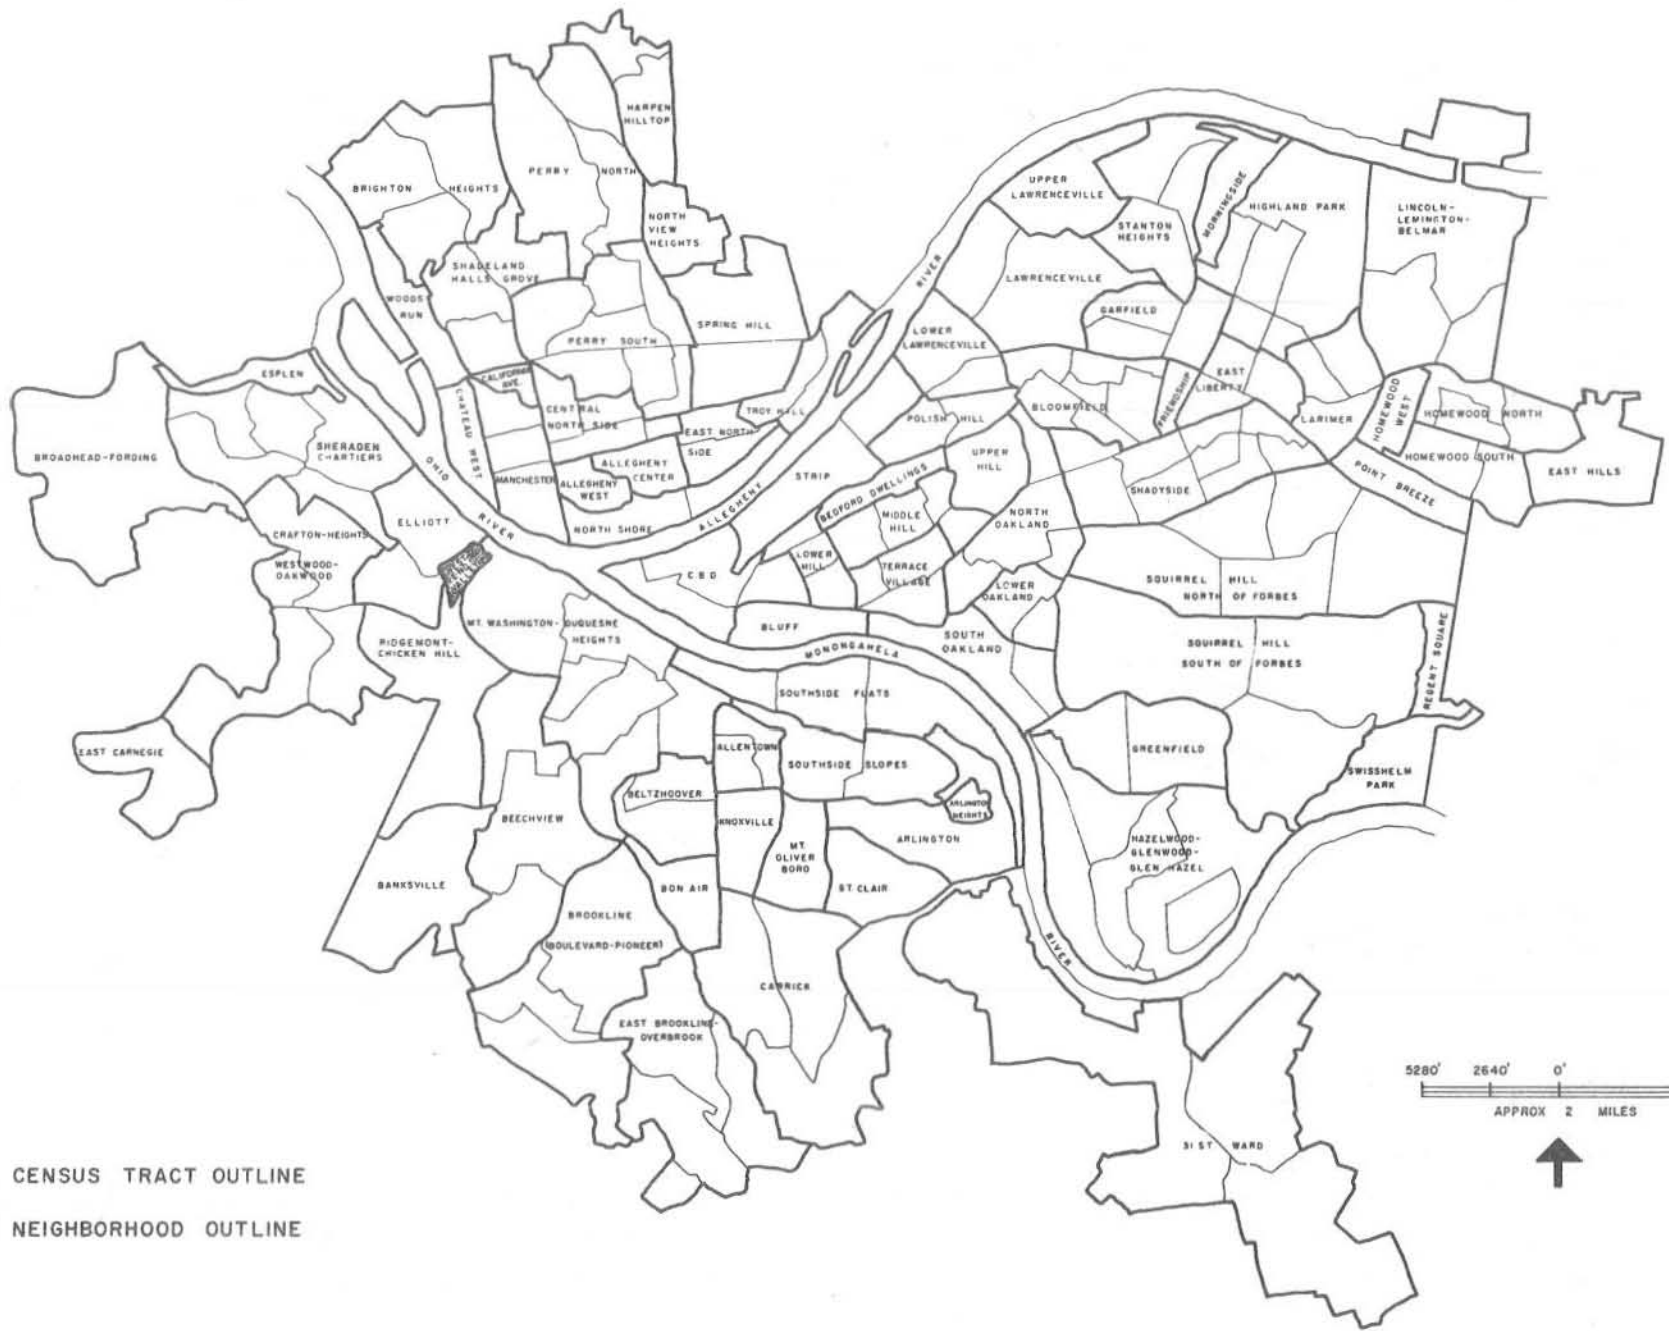 HARPEN
HILLTOP
PERRY NORTH
BRIGHTON HEIGHTS
NORTH
VIEW
HEIGHTS
UPPER
LAWRENCEVILLE
MORNINGSIDE
HIGHLAND PARK
LINCOLN-
LEMINGTON-
BELMAR
STANTON
HEIGHTS
SHADELAND
HALLS GROVE
WOODS
RUN
RIVER
LAWRENCEVILLE
GARFIELD
SPRING HILL
PERRY SOUTH
LOWER
LAWRENCEVILLE
ESPLEN
CALIFORNIA
AVE.
CHATEAU WEST
CENTRAL
NORTH SIDE
TROY HILL
EAST NORTH
SIDE
POLISH HILL
BLOOMFIELD
FRIENDSHIP
EAST
LIBERTY
LARIMER
HOMEWOOD
WEST
HOMEWOOD NORTH
HOMEWOOD SOUTH
EAST HILLS
POINT BREEZE
BROADHEAD-FORDING
SHERADEN
CHARTIERS
OHIO
RIVER
MANCHESTER
ALLEGHENY
WEST
ALLEGHENY
CENTER
STRIP
UPPER
HILL
SHADYSIDE
ELLIOTT
NORTH SHORE
ALLEGHENY
BEDFORD DWELLINGS
MIDDLE
HILL
NORTH
OAKLAND
CRAFTON-HEIGHTS
WESTWOOD-
OAKWOOD
CBD
LOWER
HILL
TERRACE
VILLAGE
LOWER
OAKLAND
SQUIRREL HILL
NORTH OF FORBES
MT. WASHINGTON-DUQUESNE
HEIGHTS
BLUFF
SOUTH
OAKLAND
MONONGAHELA
SQUIRREL HILL
SOUTH OF FORBES
REGENT SQUARE
RIDGEMONT-
CHICKEN HILL
SOUTHSIDE FLATS
EAST CARNEGIE
ALLENTOWN
SOUTHSIDE SLOPES
GREENFIELD
SWISSHELM
PARK
BELTZHOOVER
ARLINGTON
HEIGHTS
BEECHVIEW
KNOXVILLE
MT.
OLIVER
BORO
ARLINGTON
HAZELWOOD-
GLENWOOD-
GLEN HAZEL
BANKSVILLE
BON AIR
ST. CLAIR
BROOKLINE
(BOULEVARD-PIONEER)
RIVER
CARRICK
EAST BROOKLINE-
OVERBROOK
31 ST WARD
5280' 2640' 0'
APPROX 2 MILES
CENSUS TRACT OUTLINE
NEIGHBORHOOD OUTLINE